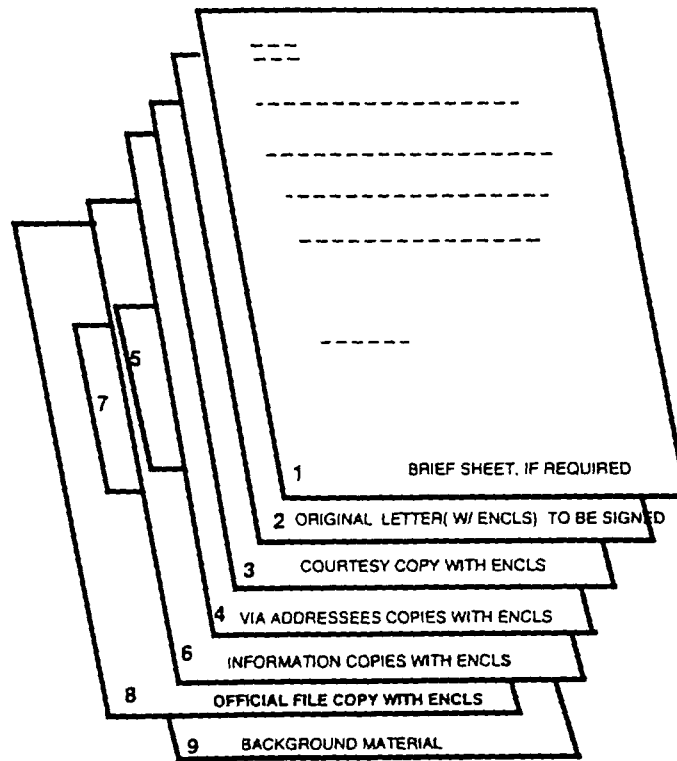 5
7
1 BRIEF SHEET, IF REQUIRED
2 ORIGINAL LETTER( W/ ENCLS) TO BE SIGNED
3 COURTESY COPY WITH ENCLS
4 VIA ADDRESSEES COPIES WITH ENCLS
6 INFORMATION COPIES WITH ENCLS
8 OFFICIAL FILE COPY WITH ENCLS
9 BACKGROUND MATERIAL